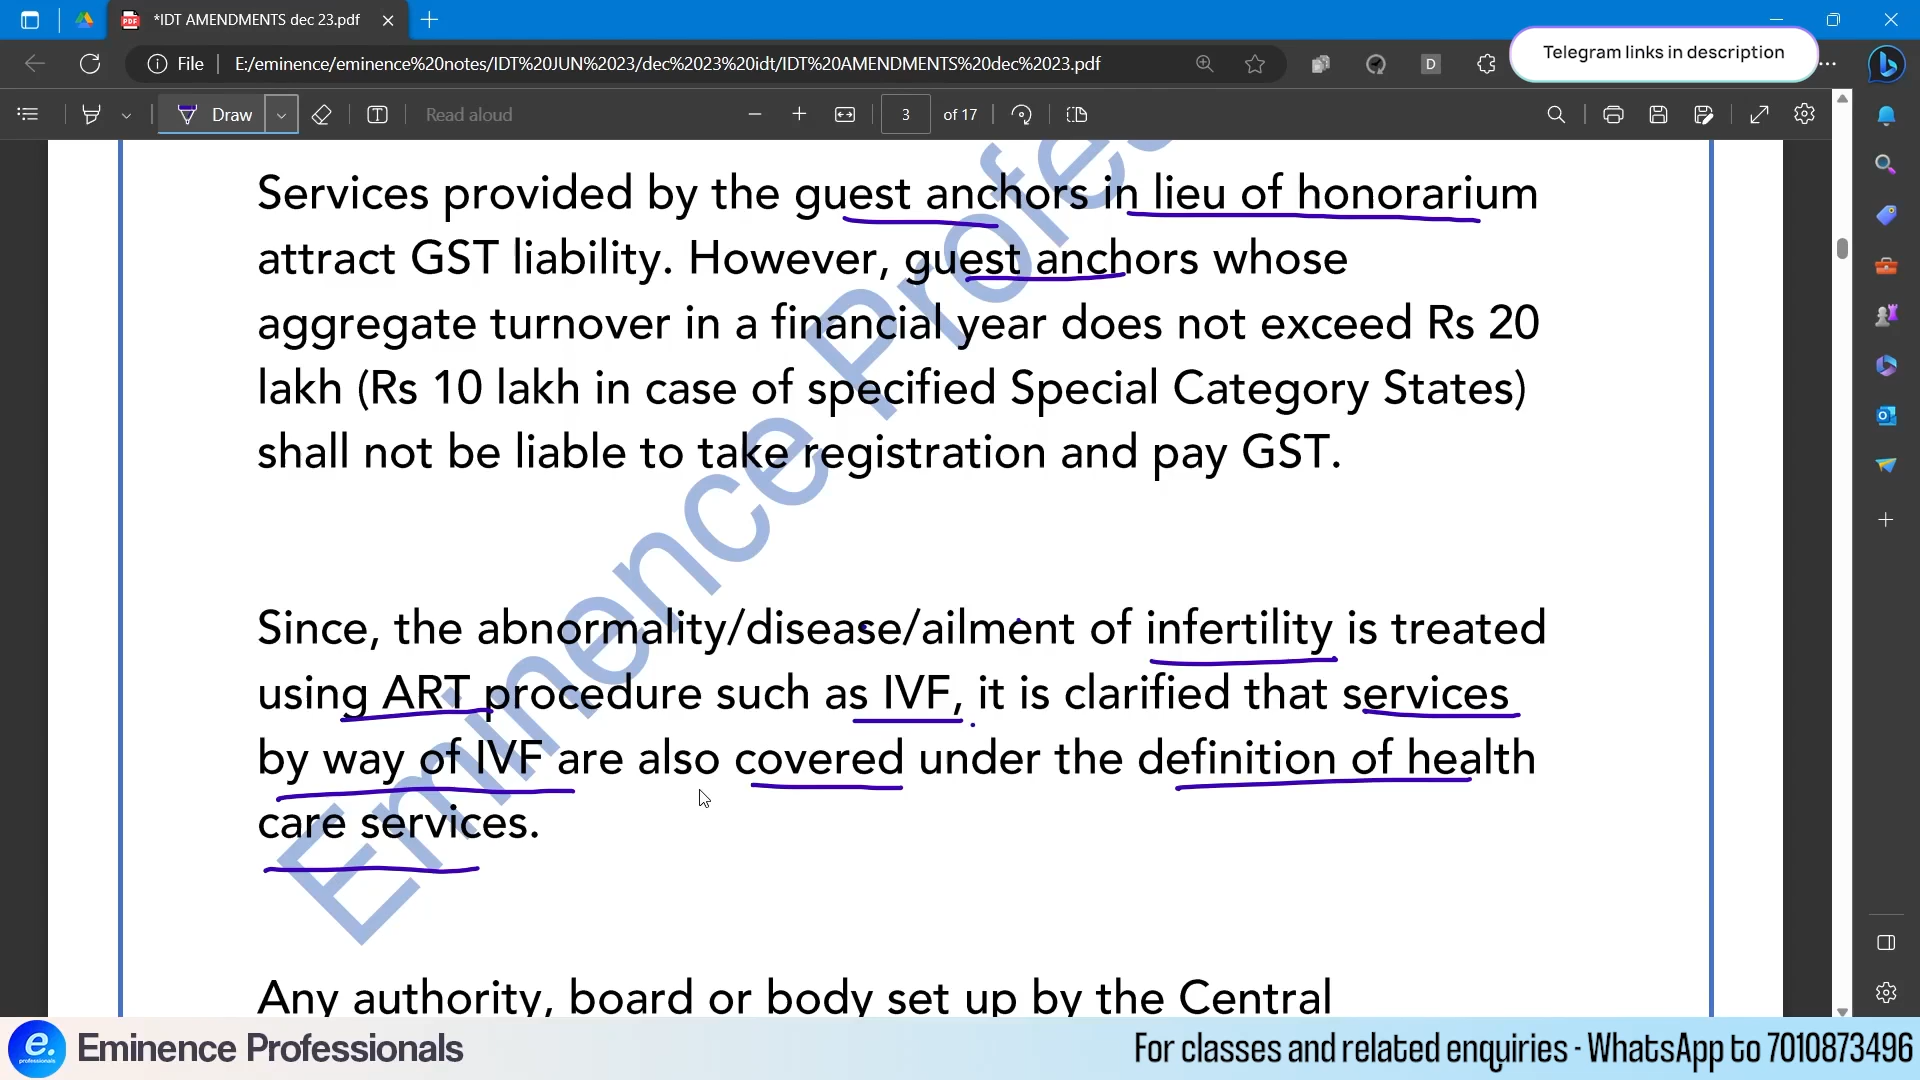 *IDT AMENDMENTS dec 23.pdf
File
E:/eminence/eminence%20notes/IDT%20JUN%2023/dec%2023%20idt/IDT%20AMENDMENTS%20dec%2023.pdf
Telegram links in description
Draw
Read aloud
3
of 17
Services provided by the guest anchors in lieu of honorarium
attract GST liability. However, guest anchors whose
aggregate turnover in a financial year does not exceed Rs 20
lakh (Rs 10 lakh in case of specified Special Category States)
shall not be liable to take registration and pay GST.
Since, the abnormality/disease/ailment of infertility is treated
using ART procedure such as IVF, it is clarified that services
by way of IVF are also covered under the definition of health
care services.
Any authority, board or body set up by the Central
Eminence Profes
e.
professionals
Eminence Professionals
For classes and related enquiries - WhatsApp to 7010873496